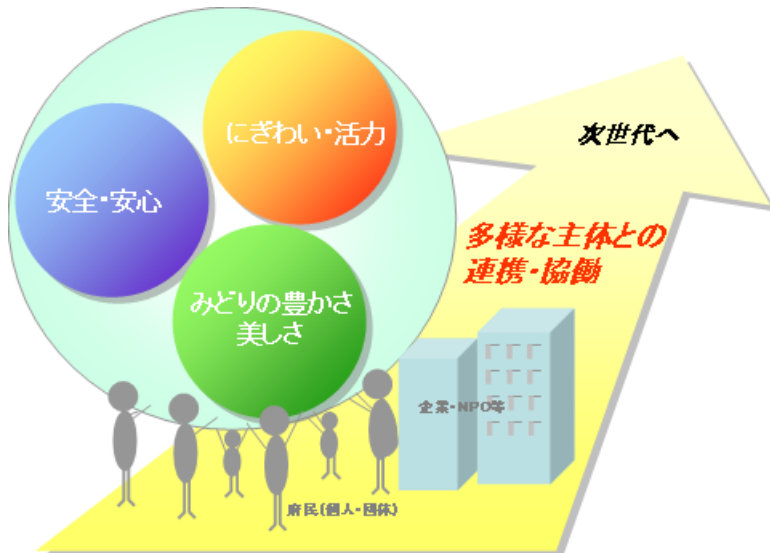 にぎわい・活力
次世代へ
安全・安心
多様な主体との
連携・協働
みどりの豊かさ
美しさ
企業・NPO等
府民(個人・団体)